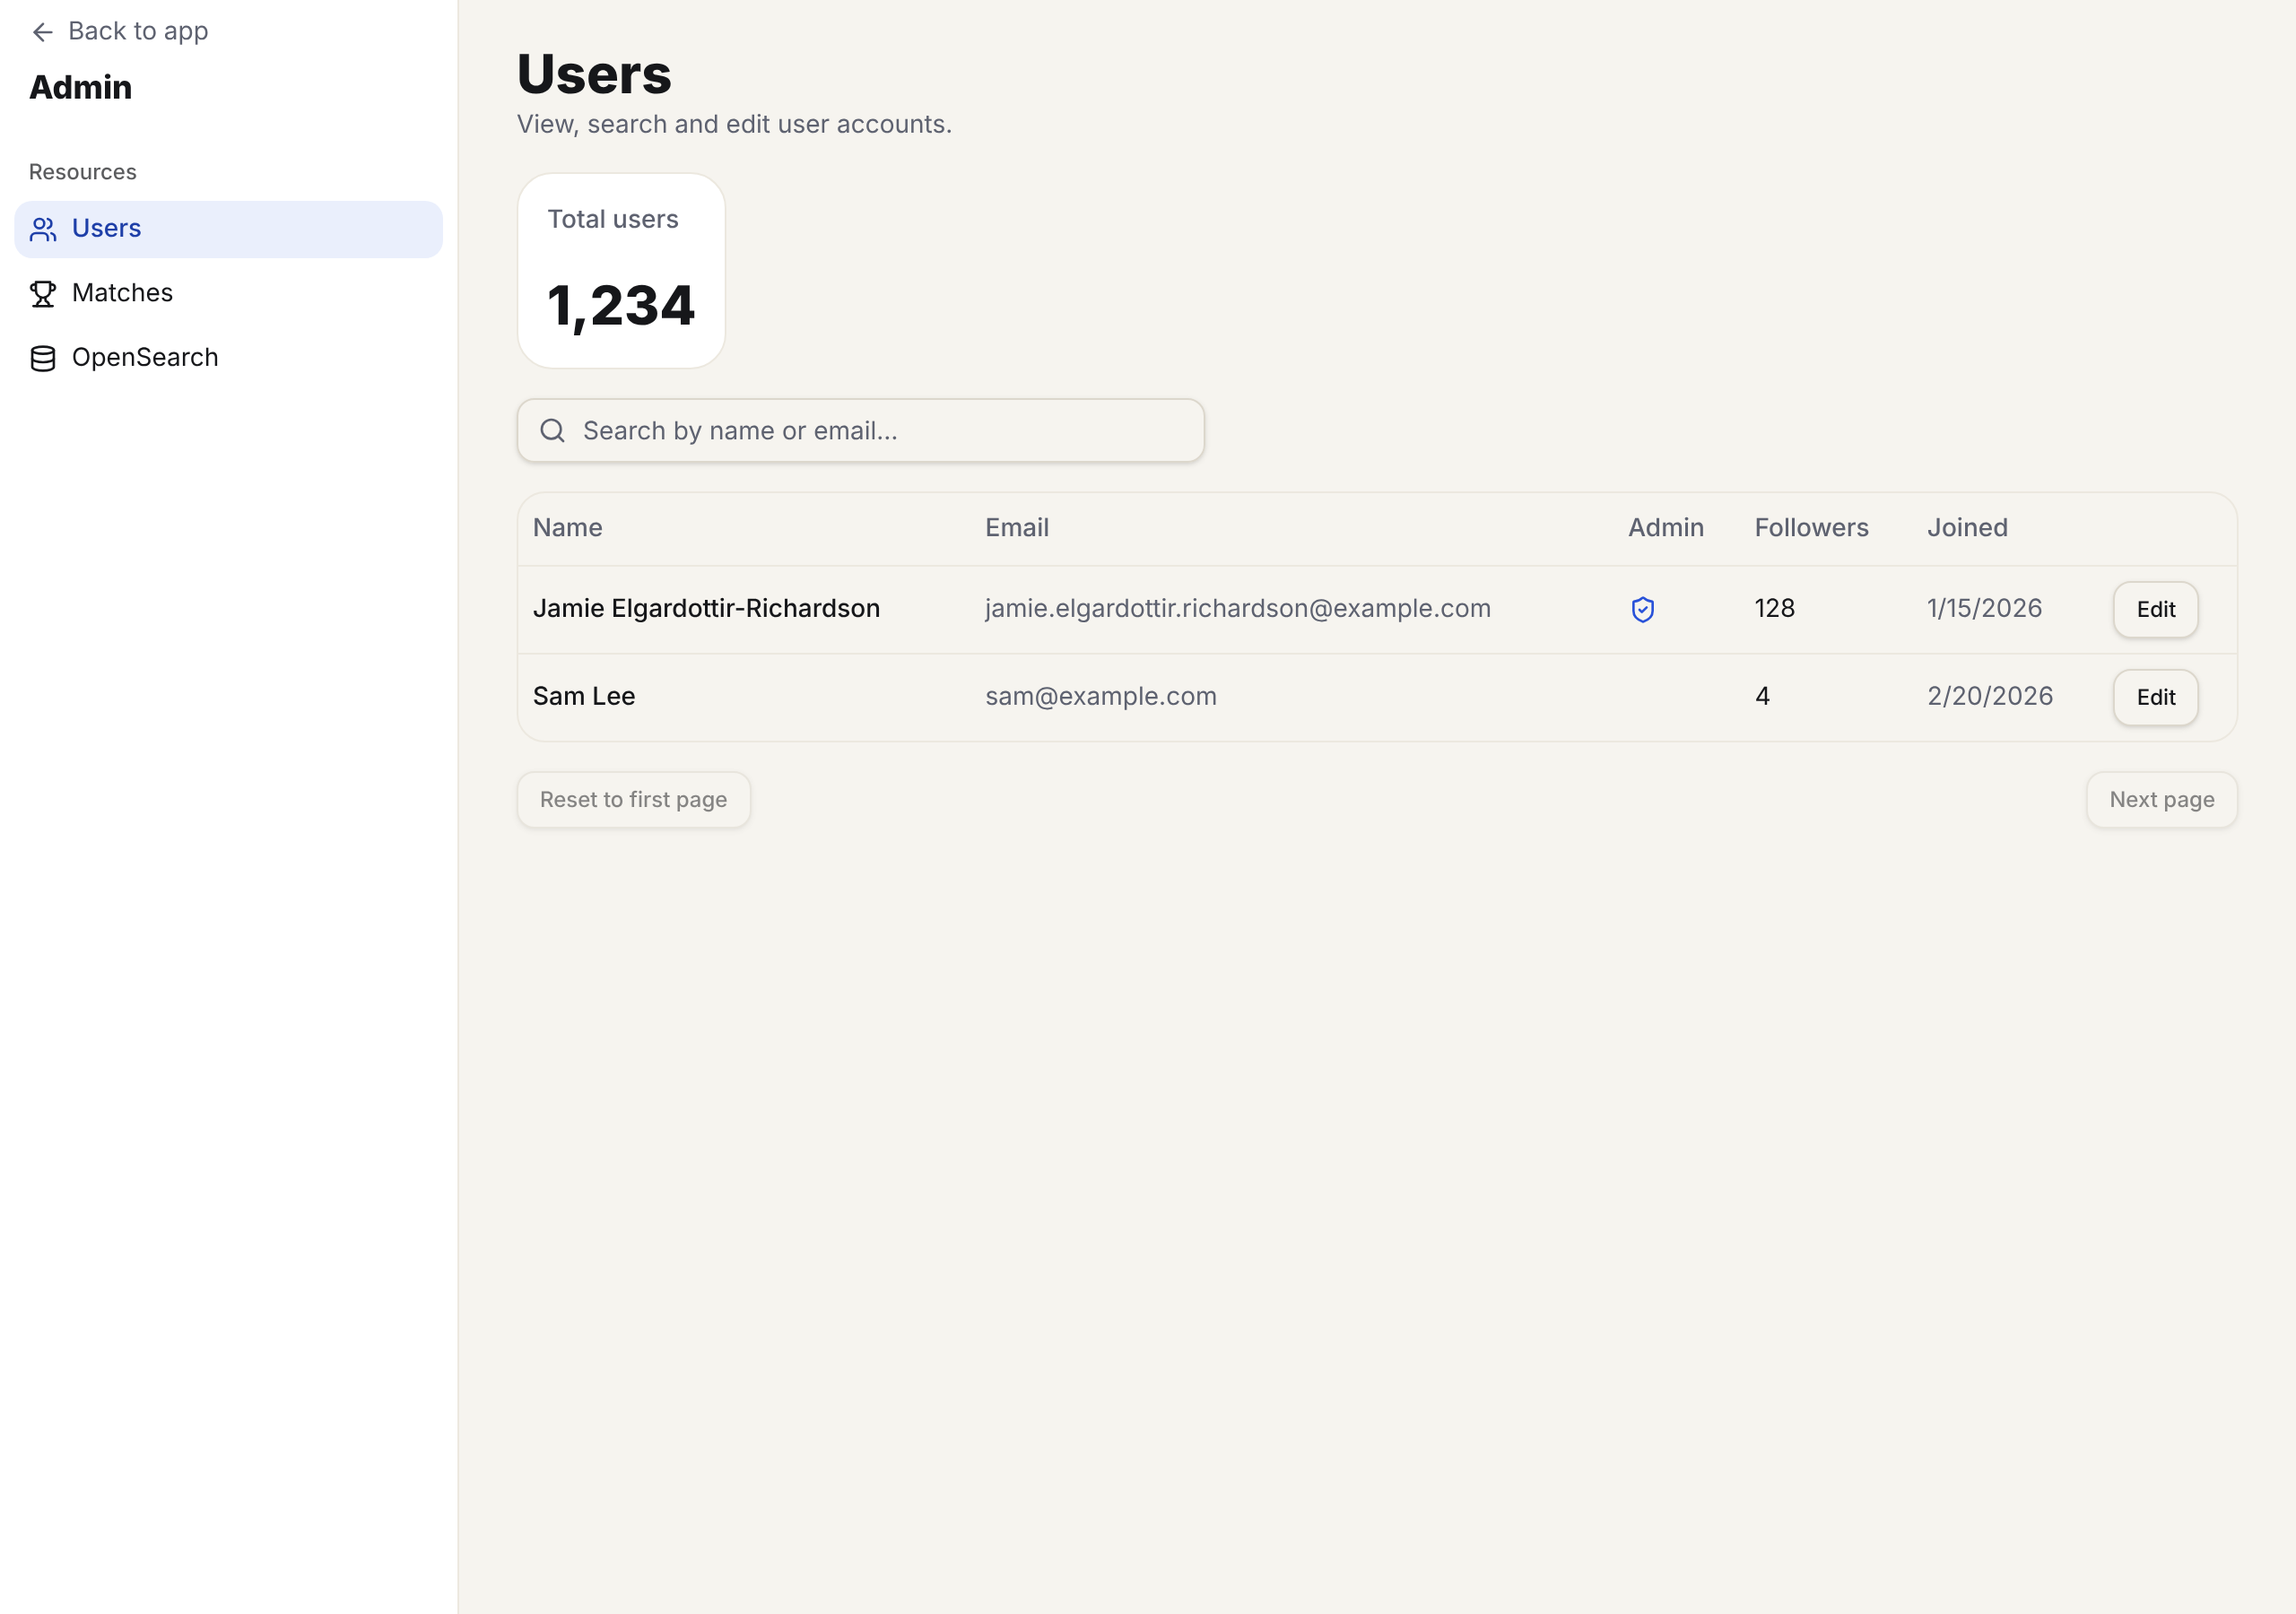 Back to app
Admin
Resources
Users
Matches
OpenSearch
Users
View, search and edit user accounts.
Total users
1,234
Search by name or email...
Name Email Admin Followers Joined
Jamie Elgardottir-Richardson jamie.elgardottir.richardson@example.com 128 1/15/2026 Edit
Sam Lee sam@example.com 4 2/20/2026 Edit
Reset to first page Next page